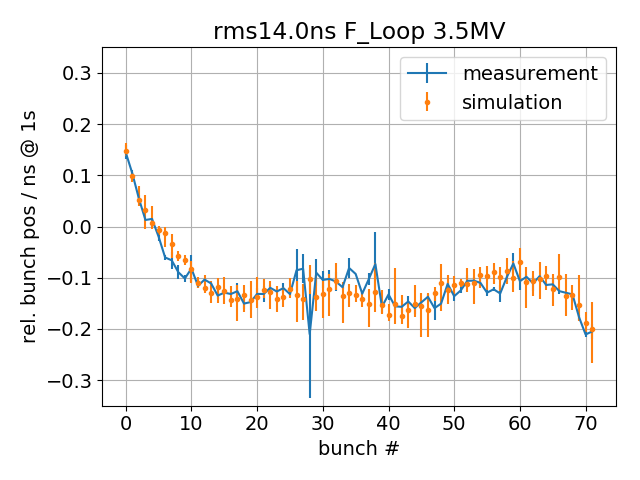 rms14.0ns F_Loop 3.5MV
measurement
simulation
rel. bunch pos / ns @ 1s
0.3
0.2
0.1
0.0
−0.1
−0.2
−0.3
0 10 20 30 40 50 60 70
bunch #